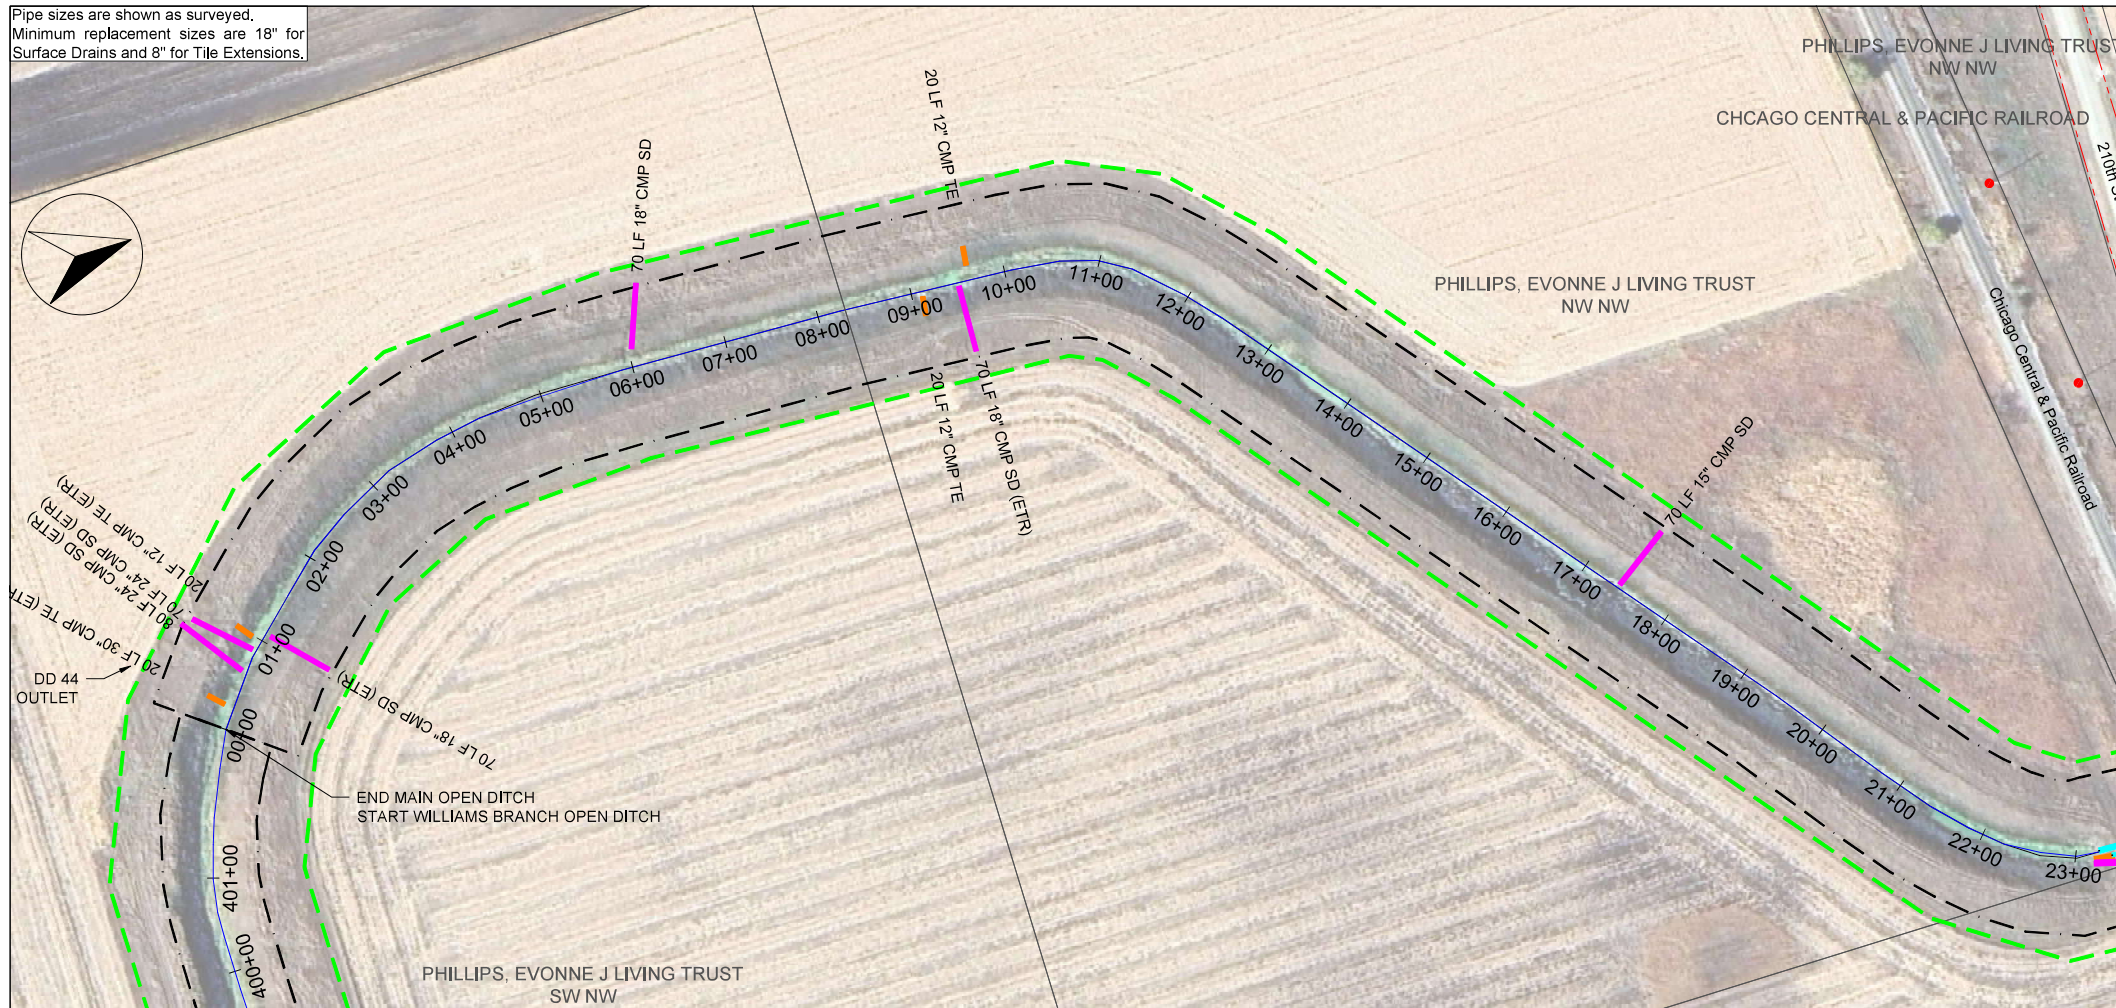 Pipe sizes are shown as surveyed.
Minimum replacement sizes are 18" for
Surface Drains and 8" for Tile Extensions.
PHILLIPS, EVONNE J LIVING TRUST
NW NW
CHCAGO CENTRAL & PACIFIC RAILROAD
210th
Chicago Central & Pacific Railroad
PHILLIPS, EVONNE J LIVING TRUST
NW NW
70 LF 18" CMP SD
20 LF 12" CMP TE
20 LF 12" CMP TE
70 LF 18" CMP SD (ETR)
70 LF 15" CMP SD
20 LF 12" CMP TE (ETR)
70 LF 24" CMP SD (ETR)
80 LF 24" CMP SD (ETR)
20 LF 30" CMP TE (ETR
70 LF 18" CMP SD (ETR)
DD 44
OUTLET
END MAIN OPEN DITCH
START WILLIAMS BRANCH OPEN DITCH
400+00
401+00
00+00
01+00
02+00
03+00
04+00
05+00
06+00
07+00
08+00
09+00
10+00
11+00
12+00
13+00
14+00
15+00
16+00
17+00
18+00
19+00
20+00
21+00
22+00
23+00
PHILLIPS, EVONNE J LIVING TRUST
SW NW